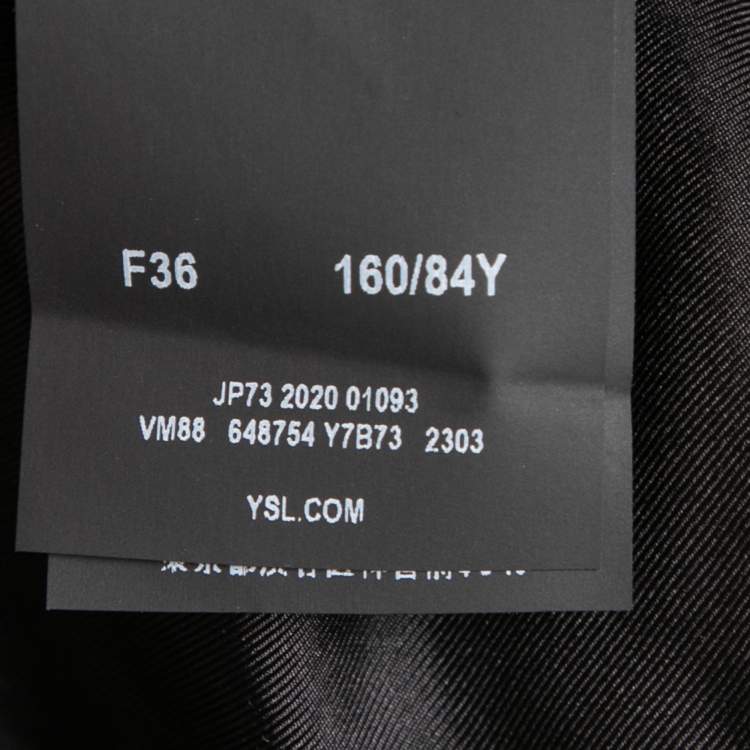 F36 160/84Y
JP73 2020 01093
VM88 648754 Y7B73 2303
YSL.COM